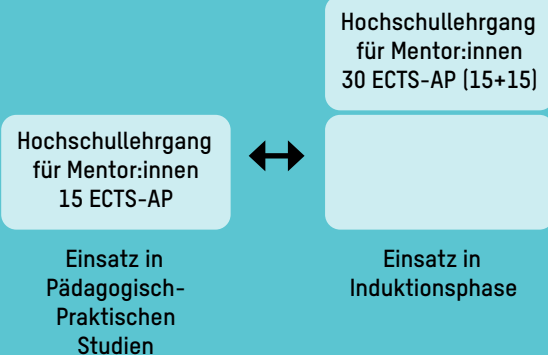 Hochschullehrgang
für Mentor:innen
30 ECTS-AP (15+15)
Hochschullehrgang
für Mentor:innen
15 ECTS-AP
Einsatz in
Pädagogisch-
Praktischen
Studien
Einsatz in
Induktionsphase